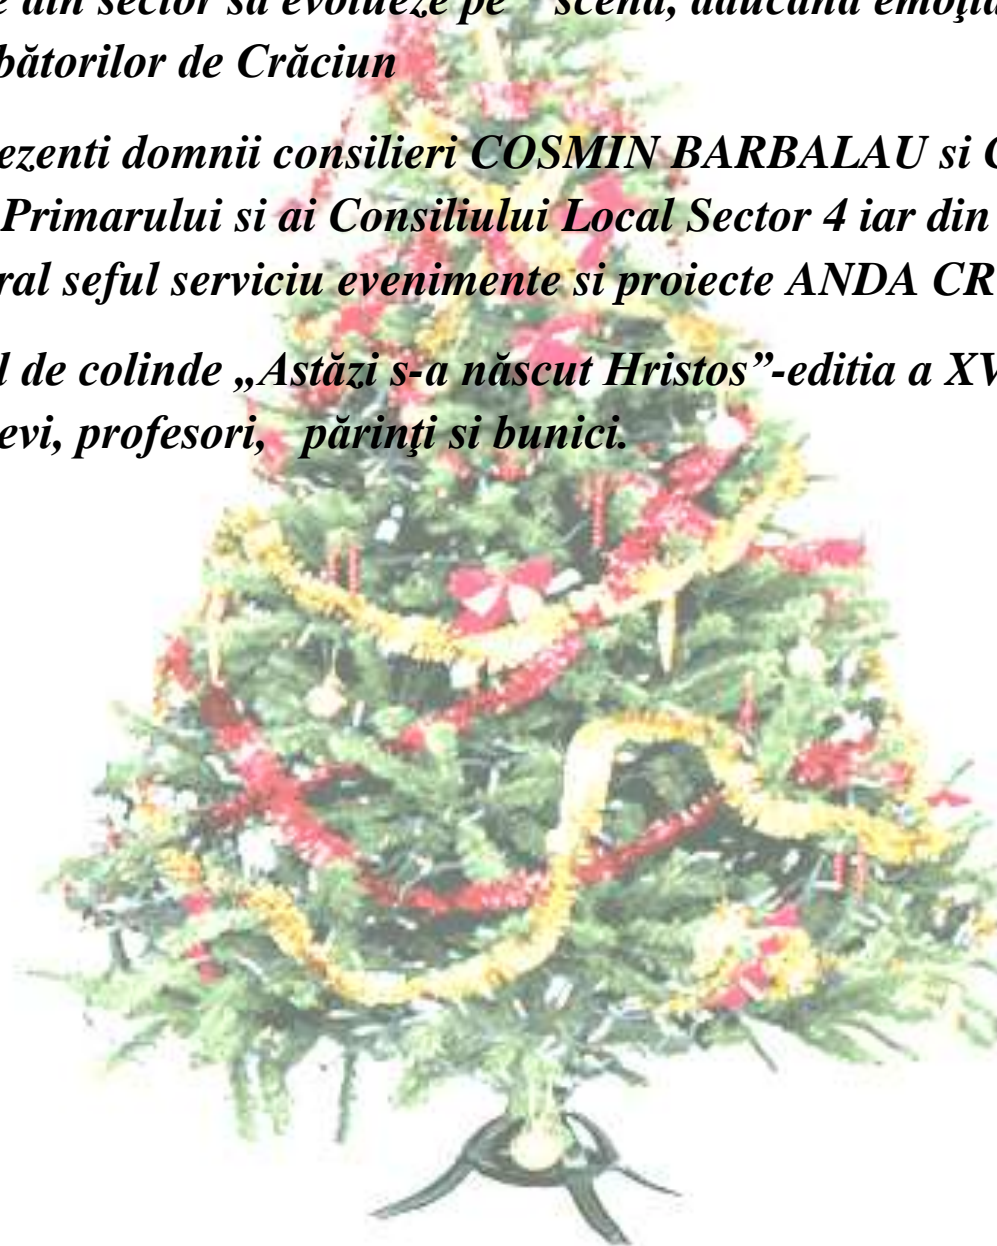 e din sector să evolueze pe scenă, aducând emoţia
bătorilor de Crăciun
ezenti domnii consilieri COSMIN BARBALAU si
Primarului si ai Consiliului Local Sector 4 iar din
ral seful serviciu evenimente si proiecte ANDA CR
l de colinde „Astăzi s-a născut Hristos”-editia a XV
evi, profesori, părinţi si bunici.